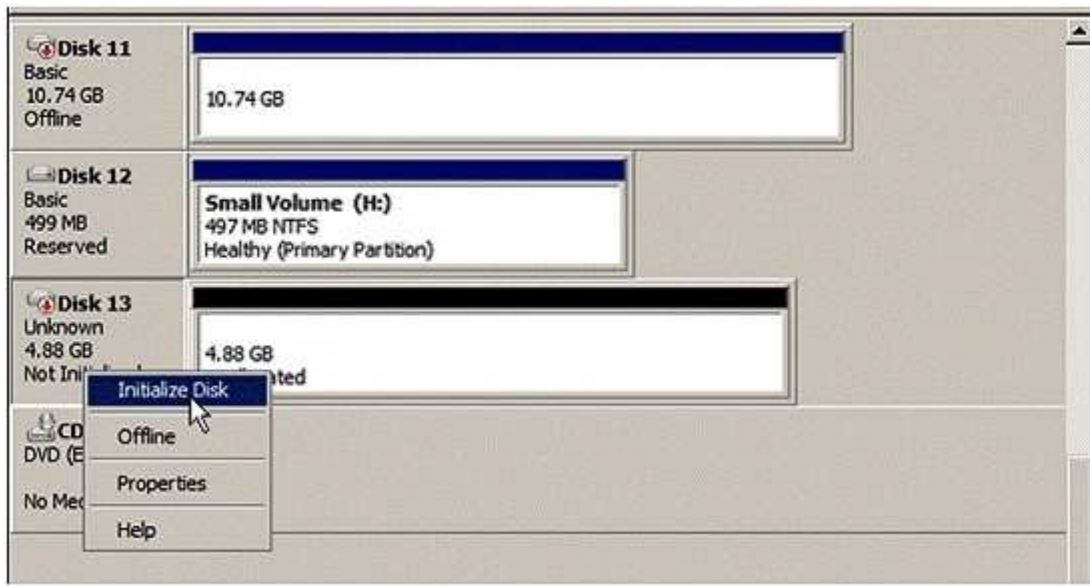 Disk 11
Basic
10.74 GB
Offline
10.74 GB
Disk 12
Basic
499 MB
Reserved
Small Volume (H:)
497 MB NTFS
Healthy (Primary Partition)
Disk 13
Unknown
4.88 GB
Not
4.88 GB
Initialize Disk
Offline
Properties
Help
DVD
No